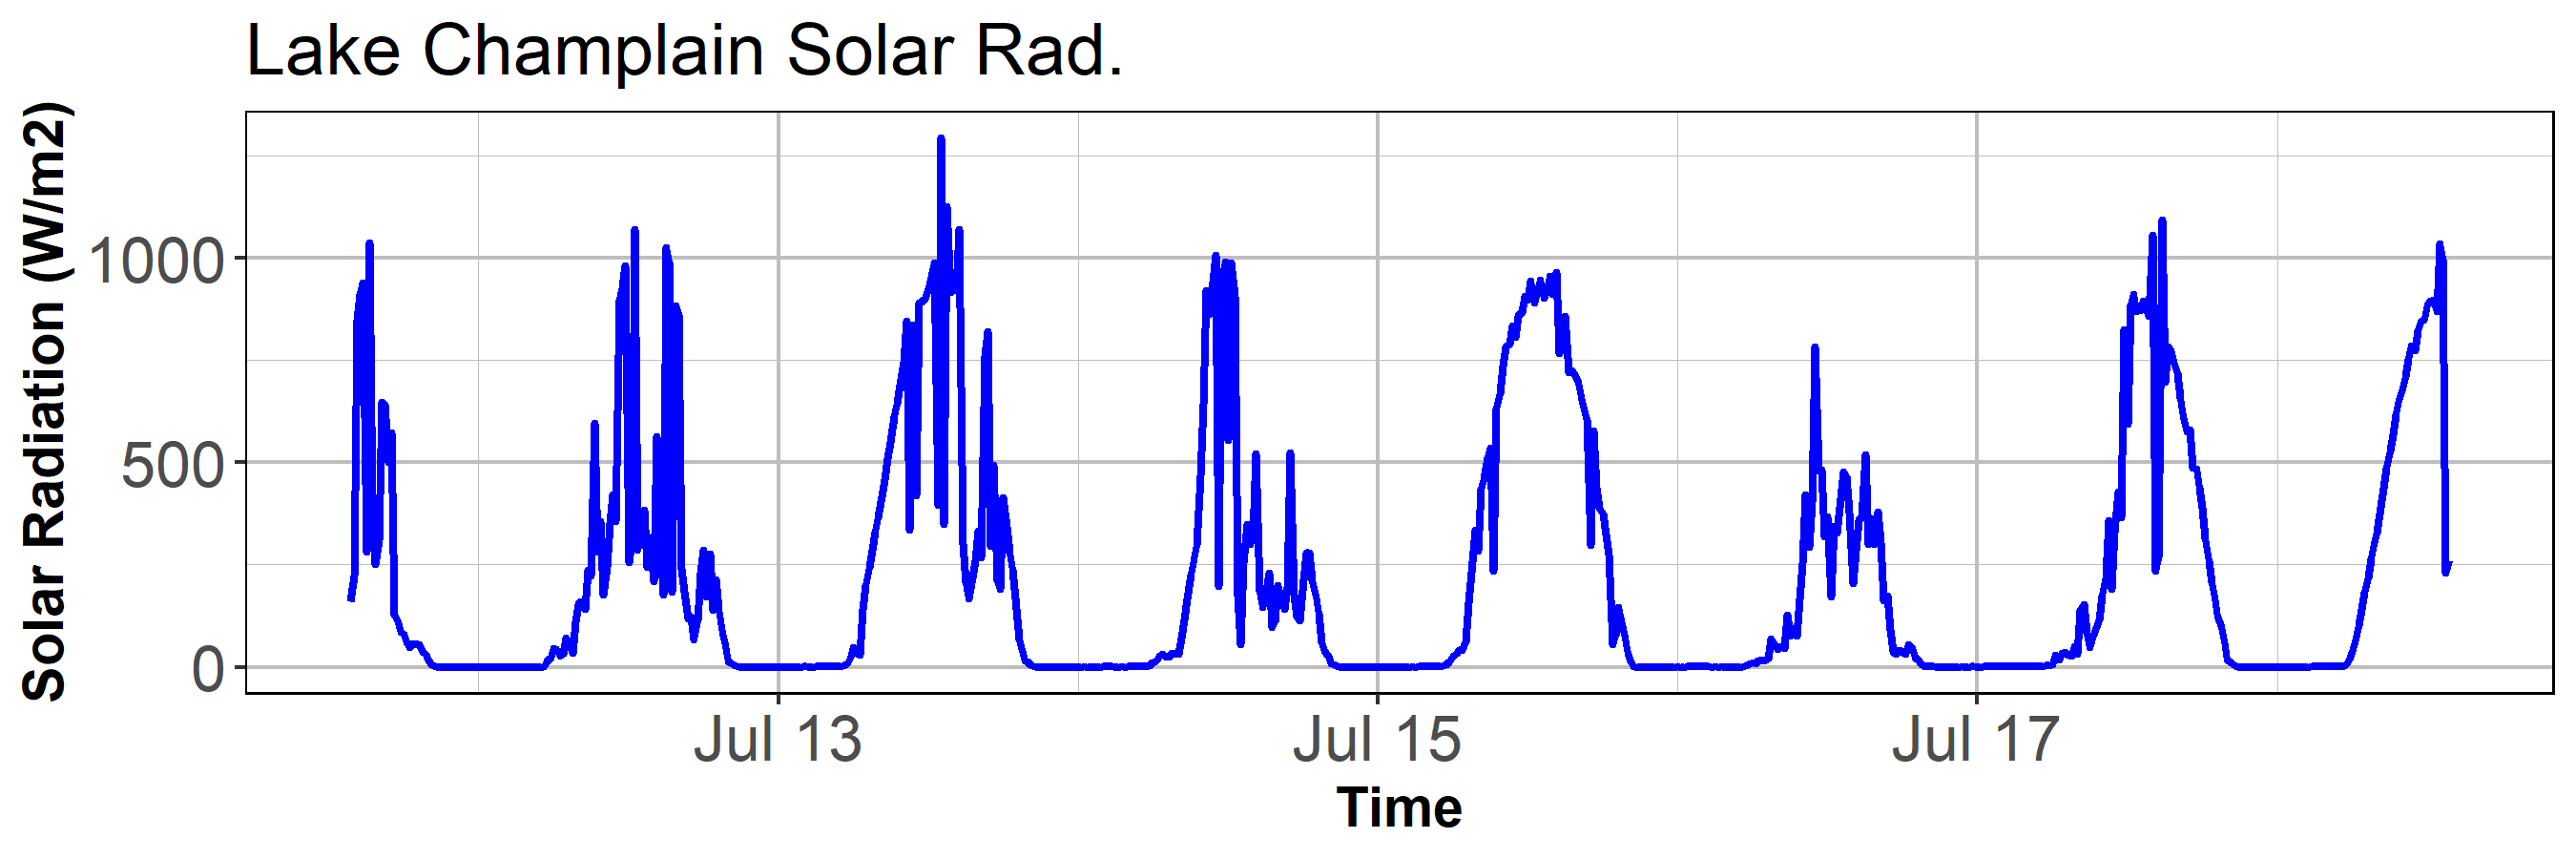 Lake Champlain Solar Rad.
Solar Radiation (W/m2)
1000
500
0
Jul 13
Jul 15
Jul 17
Time